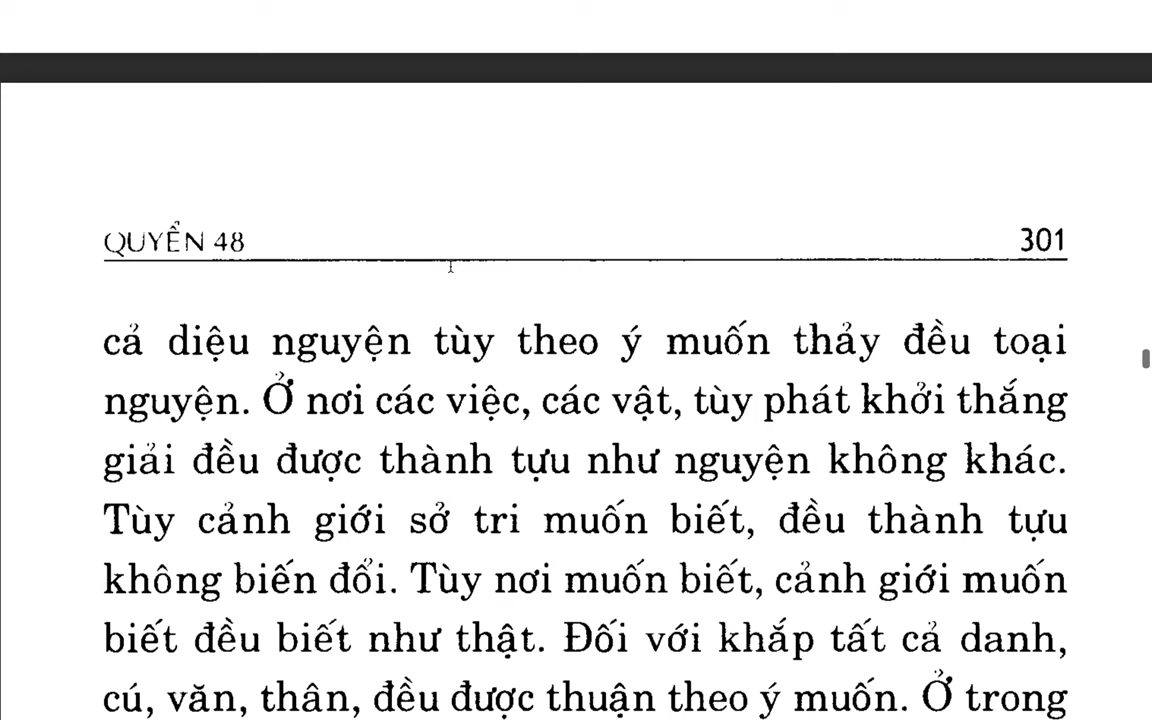 QUYỂN 48 301
cả diệu nguyện tùy theo ý muốn thảy đều toại
nguyện. Ở nơi các việc, các vật, tùy phát khởi thắng
giải đều được thành tựu như nguyện không khác.
Tùy cảnh giới sở tri muốn biết, đều thành tựu
không biến đổi. Tùy nơi muốn biết, cảnh giới muốn
biết đều biết như thật. Đối với khắp tất cả danh,
cú, văn, thân, đều được thuận theo ý muốn. Ở trong